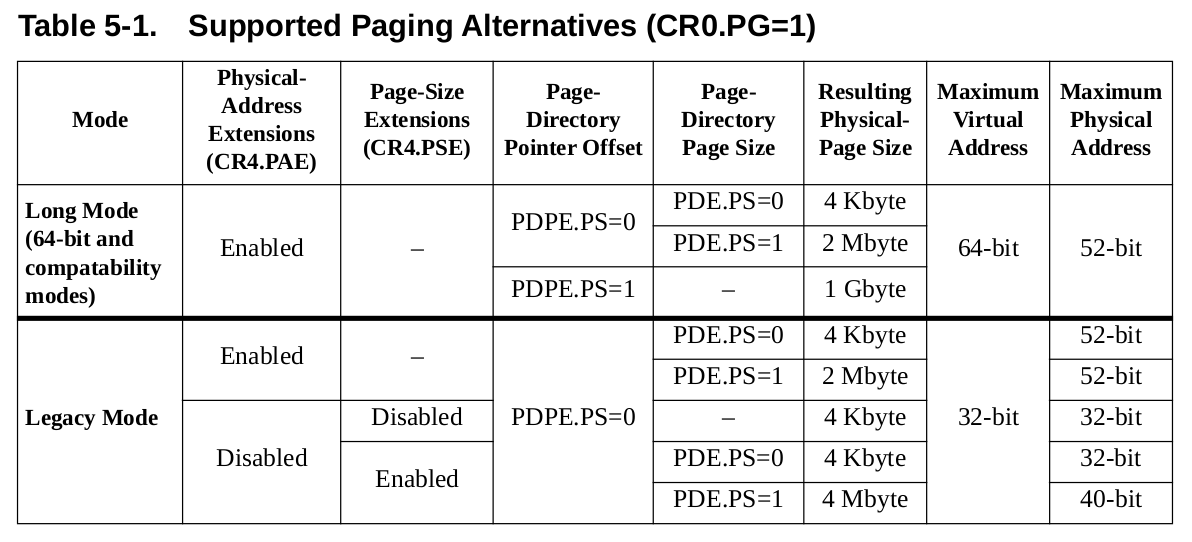 Table 5-1. Supported Paging Alternatives (CR0.PG=1)
Mode
Physical-
Address
Extensions
(CR4.PAE)
Page-Size
Extensions
(CR4.PSE)
Page-
Directory
Pointer Offset
Page-
Directory
Page Size
Resulting
Physical-
Page Size
Maximum
Virtual
Address
Maximum
Physical
Address
Long Mode
(64-bit and
compatability
modes)
Enabled
–
PDPE.PS=0
PDE.PS=0
4 Kbyte
PDE.PS=1
2 Mbyte
PDPE.PS=1
–
1 Gbyte
64-bit
52-bit
Legacy Mode
Enabled
–
PDPE.PS=0
PDE.PS=0
4 Kbyte
32-bit
52-bit
PDE.PS=1
2 Mbyte
52-bit
Disabled
Disabled
–
4 Kbyte
32-bit
Enabled
PDE.PS=0
4 Kbyte
32-bit
PDE.PS=1
4 Mbyte
40-bit